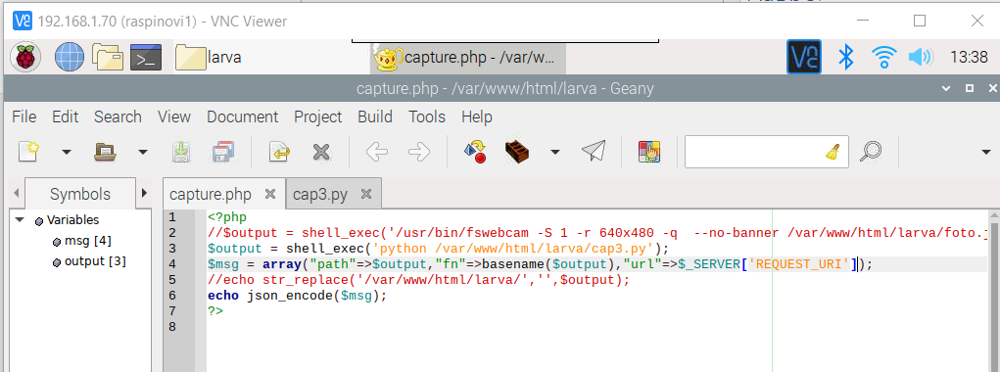 192.168.1.70 (raspinovi1) - VNC Viewer
larva
capture.php - /var/w...
13:38
capture.php - /var/www/html/larva - Geany
File Edit Search View Document Project Build Tools Help
Symbols
capture.php
cap3.py
Variables
msg [4]
output [3]
1 <?php
2 //$output = shell_exec('/usr/bin/fswebcam -S 1 -r 640x480 -q  --no-banner /var/www/html/larva/foto.j
3 $output = shell_exec('python /var/www/html/larva/cap3.py');
4 $msg = array("path"=>$output,"fn"=>basename($output),"url"=>$_SERVER['REQUEST_URI']);
5 //echo str_replace('/var/www/html/larva/','',$output);
6 echo json_encode($msg);
7 ?>
8